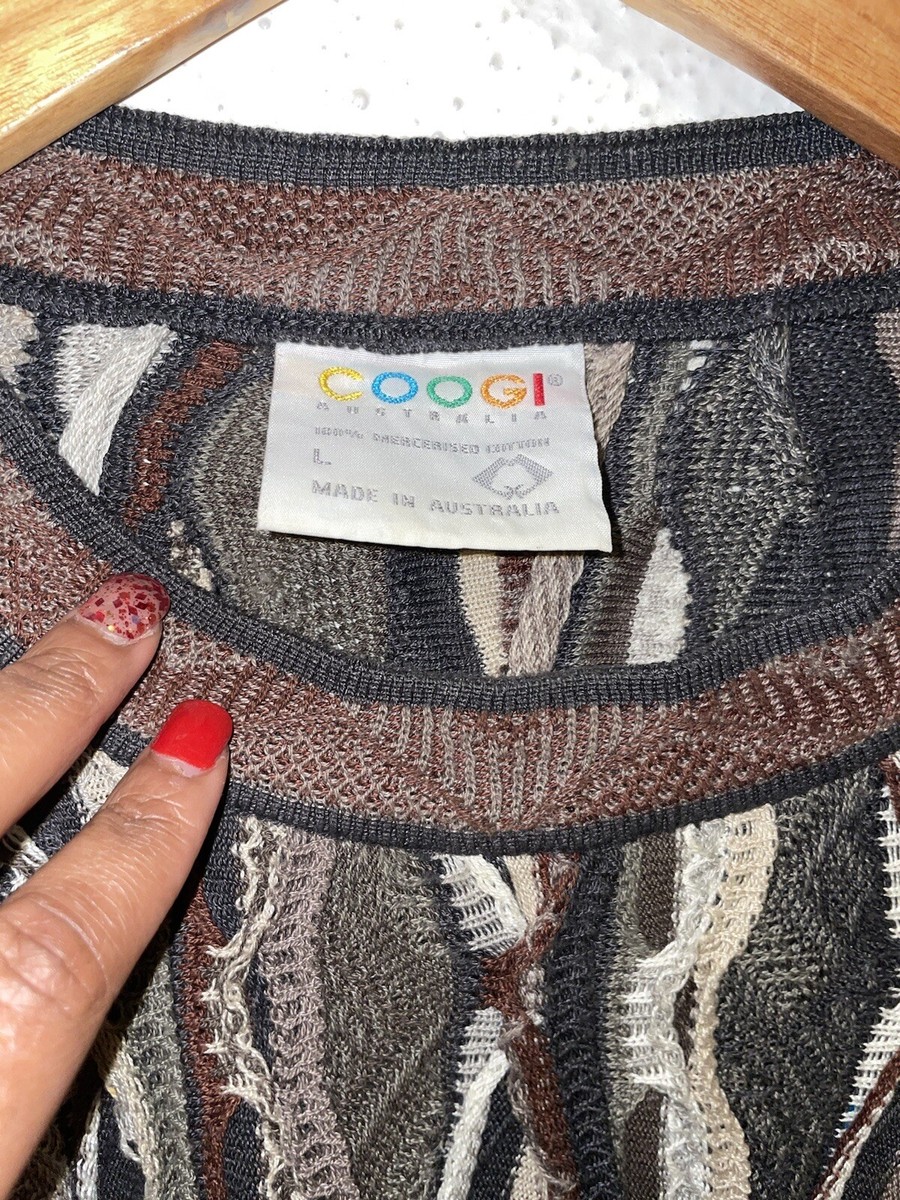 COOGI®
AUSTRALIA
100% MERCERISED COTTON
L
MADE IN AUSTRALIA